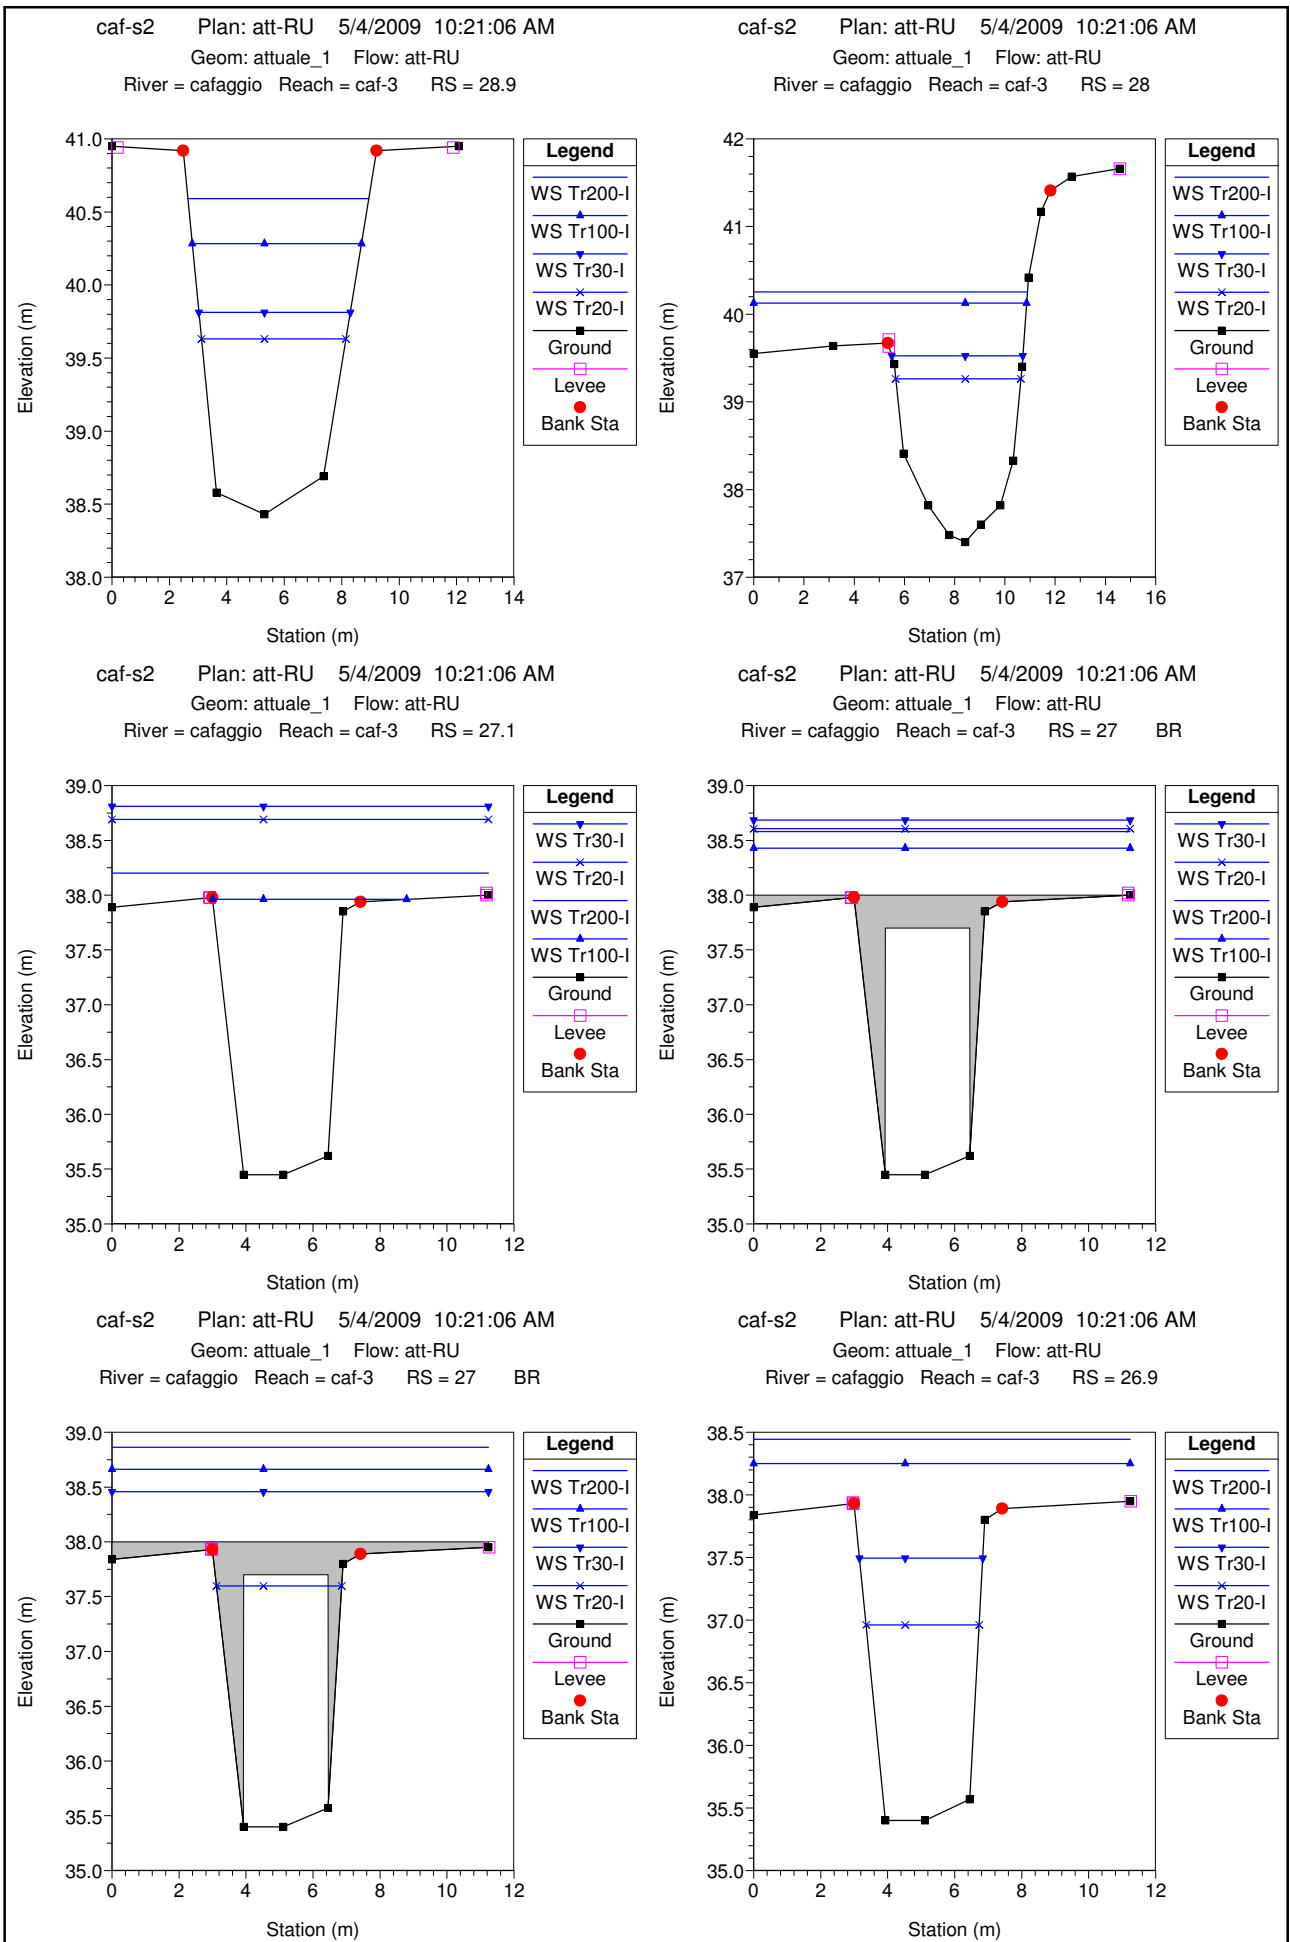 caf-s2 Plan: att-RU 5/4/2009 10:21:06 AM
Geom: attuale_1 Flow: att-RU
River = cafaggio Reach = caf-3 RS = 28.9
41.0
40.5
40.0
39.5
39.0
38.5
38.0
0 2 4 6 8 10 12 14
Elevation (m)
Station (m)
Legend
WS Tr200-I
WS Tr100-I
WS Tr30-I
WS Tr20-I
Ground
Levee
Bank Sta
caf-s2 Plan: att-RU 5/4/2009 10:21:06 AM
Geom: attuale_1 Flow: att-RU
River = cafaggio Reach = caf-3 RS = 28
42
41
40
39
38
37
0 2 4 6 8 10 12 14 16
Elevation (m)
Station (m)
Legend
WS Tr200-I
WS Tr100-I
WS Tr30-I
WS Tr20-I
Ground
Levee
Bank Sta
caf-s2 Plan: att-RU 5/4/2009 10:21:06 AM
Geom: attuale_1 Flow: att-RU
River = cafaggio Reach = caf-3 RS = 27.1
39.0
38.5
38.0
37.5
37.0
36.5
36.0
35.5
35.0
0 2 4 6 8 10 12
Elevation (m)
Station (m)
Legend
WS Tr30-I
WS Tr20-I
WS Tr200-I
WS Tr100-I
Ground
Levee
Bank Sta
caf-s2 Plan: att-RU 5/4/2009 10:21:06 AM
Geom: attuale_1 Flow: att-RU
River = cafaggio Reach = caf-3 RS = 27 BR
39.0
38.5
38.0
37.5
37.0
36.5
36.0
35.5
35.0
0 2 4 6 8 10 12
Elevation (m)
Station (m)
Legend
WS Tr30-I
WS Tr20-I
WS Tr200-I
WS Tr100-I
Ground
Levee
Bank Sta
caf-s2 Plan: att-RU 5/4/2009 10:21:06 AM
Geom: attuale_1 Flow: att-RU
River = cafaggio Reach = caf-3 RS = 27 BR
39.0
38.5
38.0
37.5
37.0
36.5
36.0
35.5
35.0
0 2 4 6 8 10 12
Elevation (m)
Station (m)
Legend
WS Tr200-I
WS Tr100-I
WS Tr30-I
WS Tr20-I
Ground
Levee
Bank Sta
caf-s2 Plan: att-RU 5/4/2009 10:21:06 AM
Geom: attuale_1 Flow: att-RU
River = cafaggio Reach = caf-3 RS = 26.9
38.5
38.0
37.5
37.0
36.5
36.0
35.5
35.0
0 2 4 6 8 10 12
Elevation (m)
Station (m)
Legend
WS Tr200-I
WS Tr100-I
WS Tr30-I
WS Tr20-I
Ground
Levee
Bank Sta